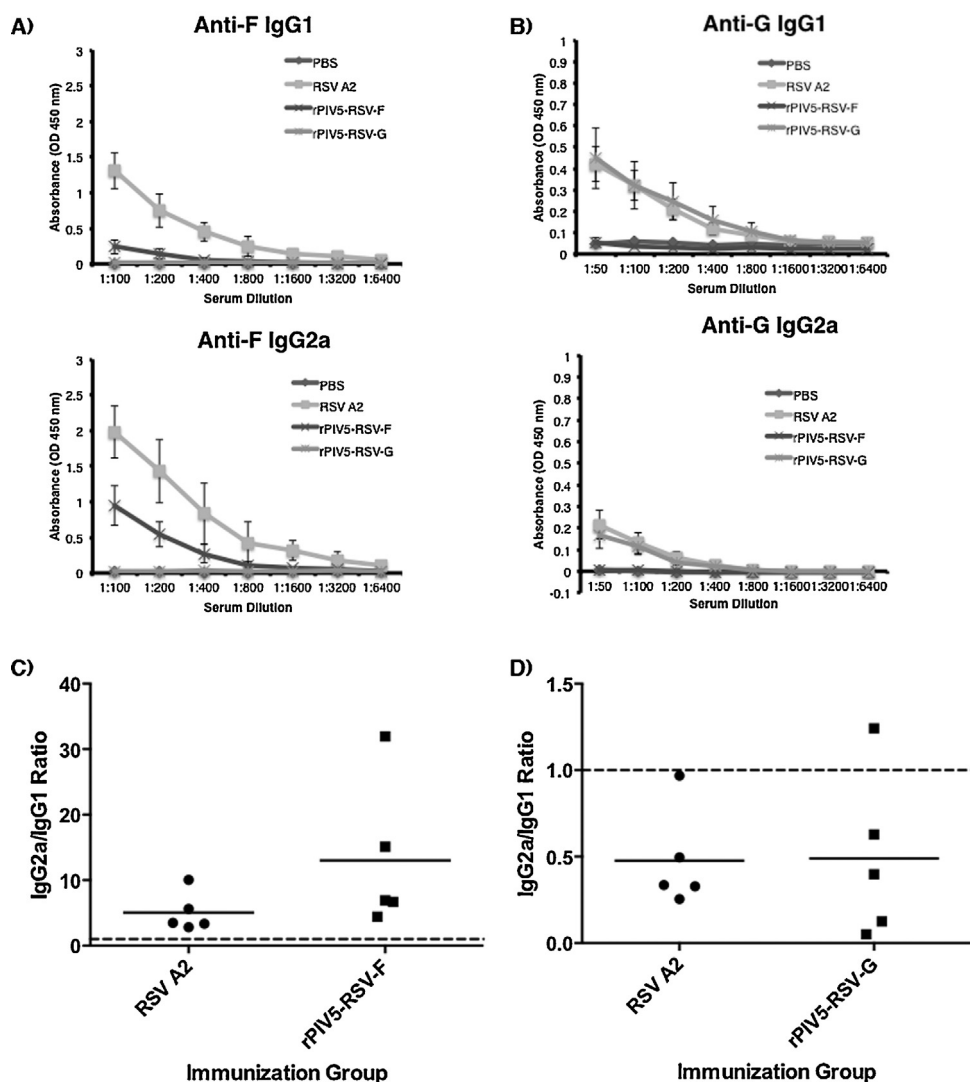 A)
Anti-F IgG1
Absorbance (OD 450 nm)
3
2.5
2
1.5
1
0.5
0
PBS
RSV A2
rPIV5-RSV-F
rPIV5-RSV-G
1:100 1:200 1:400 1:800 1:1600 1:3200 1:6400
Serum Dilution
Anti-F IgG2a
Absorbance (OD 450 nm)
3
2.5
2
1.5
1
0.5
0
PBS
RSV A2
rPIV5-RSV-F
rPIV5-RSV-G
1:100 1:200 1:400 1:800 1:1600 1:3200 1:6400
Serum Dilution
B)
Anti-G IgG1
Absorbance (OD 450 nm)
1
0.9
0.8
0.7
0.6
0.5
0.4
0.3
0.2
0.1
0
PBS
RSV A2
rPIV5-RSV-F
rPIV5-RSV-G
1:50 1:100 1:200 1:400 1:800 1:1600 1:3200 1:6400
Serum Dilution
Anti-G IgG2a
Absorbance (OD 450 nm)
1
0.9
0.8
0.7
0.6
0.5
0.4
0.3
0.2
0.1
0
-0.1
PBS
RSV A2
rPIV5-RSV-F
rPIV5-RSV-G
1:50 1:100 1:200 1:400 1:800 1:1600 1:3200 1:6400
Serum Dilution
C)
IgG2a/IgG1 Ratio
40
30
20
10
0
RSV A2
rPIV5-RSV-F
Immunization Group
D)
IgG2a/IgG1 Ratio
1.5
1.0
0.5
0.0
RSV A2
rPIV5-RSV-G
Immunization Group